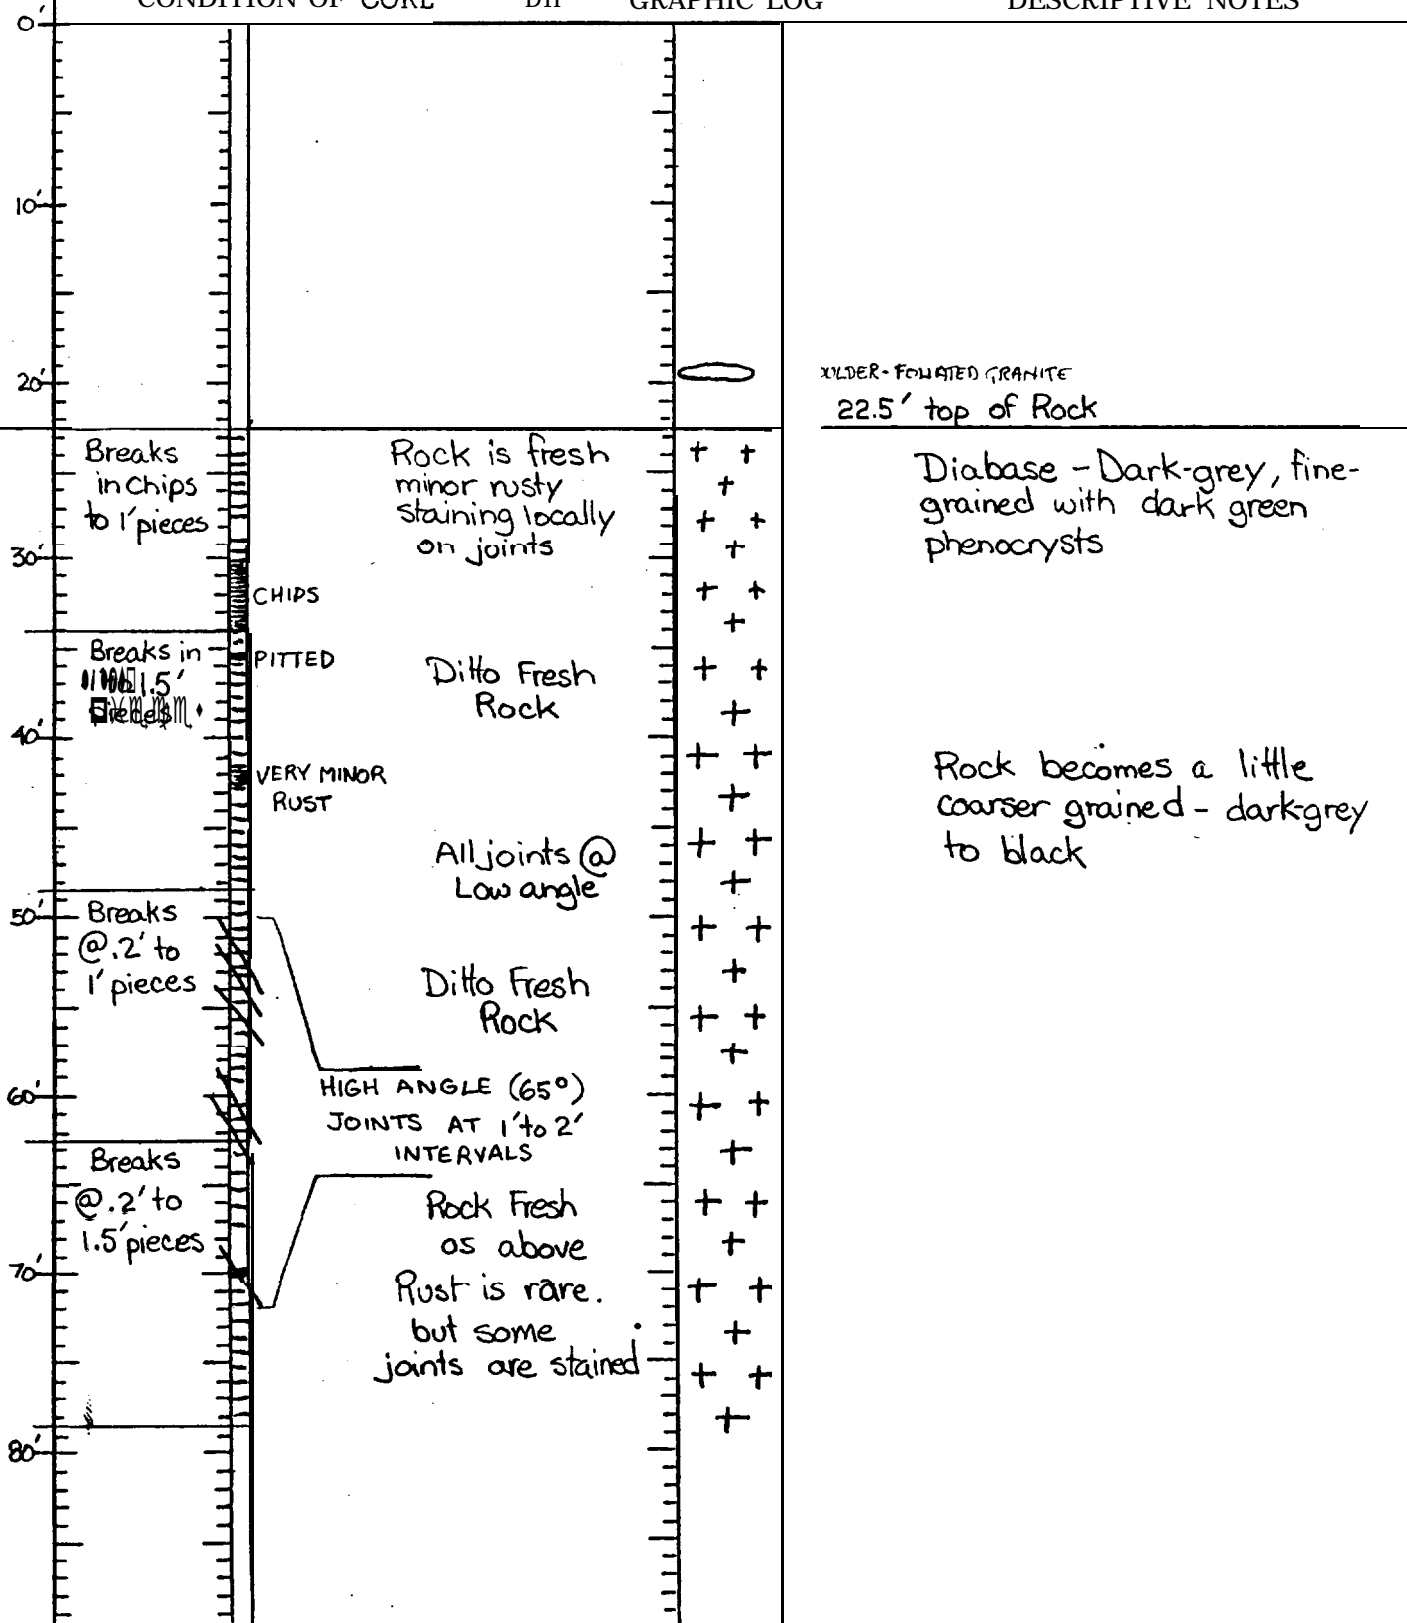 CONDITION OF CORE DIP GRAPHIC LOG DESCRIPTIVE NOTES
0'
10'
20'
FOLIATED GRANITE
22.5' top of Rock
Breaks
in chips
to 1' pieces
Rock is fresh
minor rusty
staining locally
on joints
Diabase - Dark-grey, fine-
grained with dark green
phenocrysts
30'
CHIPS
Breaks in
1.5'
pieces
PITTED
Ditto Fresh
Rock
40'
VERY MINOR
RUST
Rock becomes a little
coarser grained - dark-grey
to black
All joints @
Low angle
50'
Breaks
@ .2' to
1' pieces
Ditto Fresh
Rock
60'
HIGH ANGLE (65°)
JOINTS AT 1' to 2'
INTERVALS
Breaks
@ .2' to
1.5' pieces
Rock Fresh
as above
70'
Rust is rare.
but some
joints are stained
80'